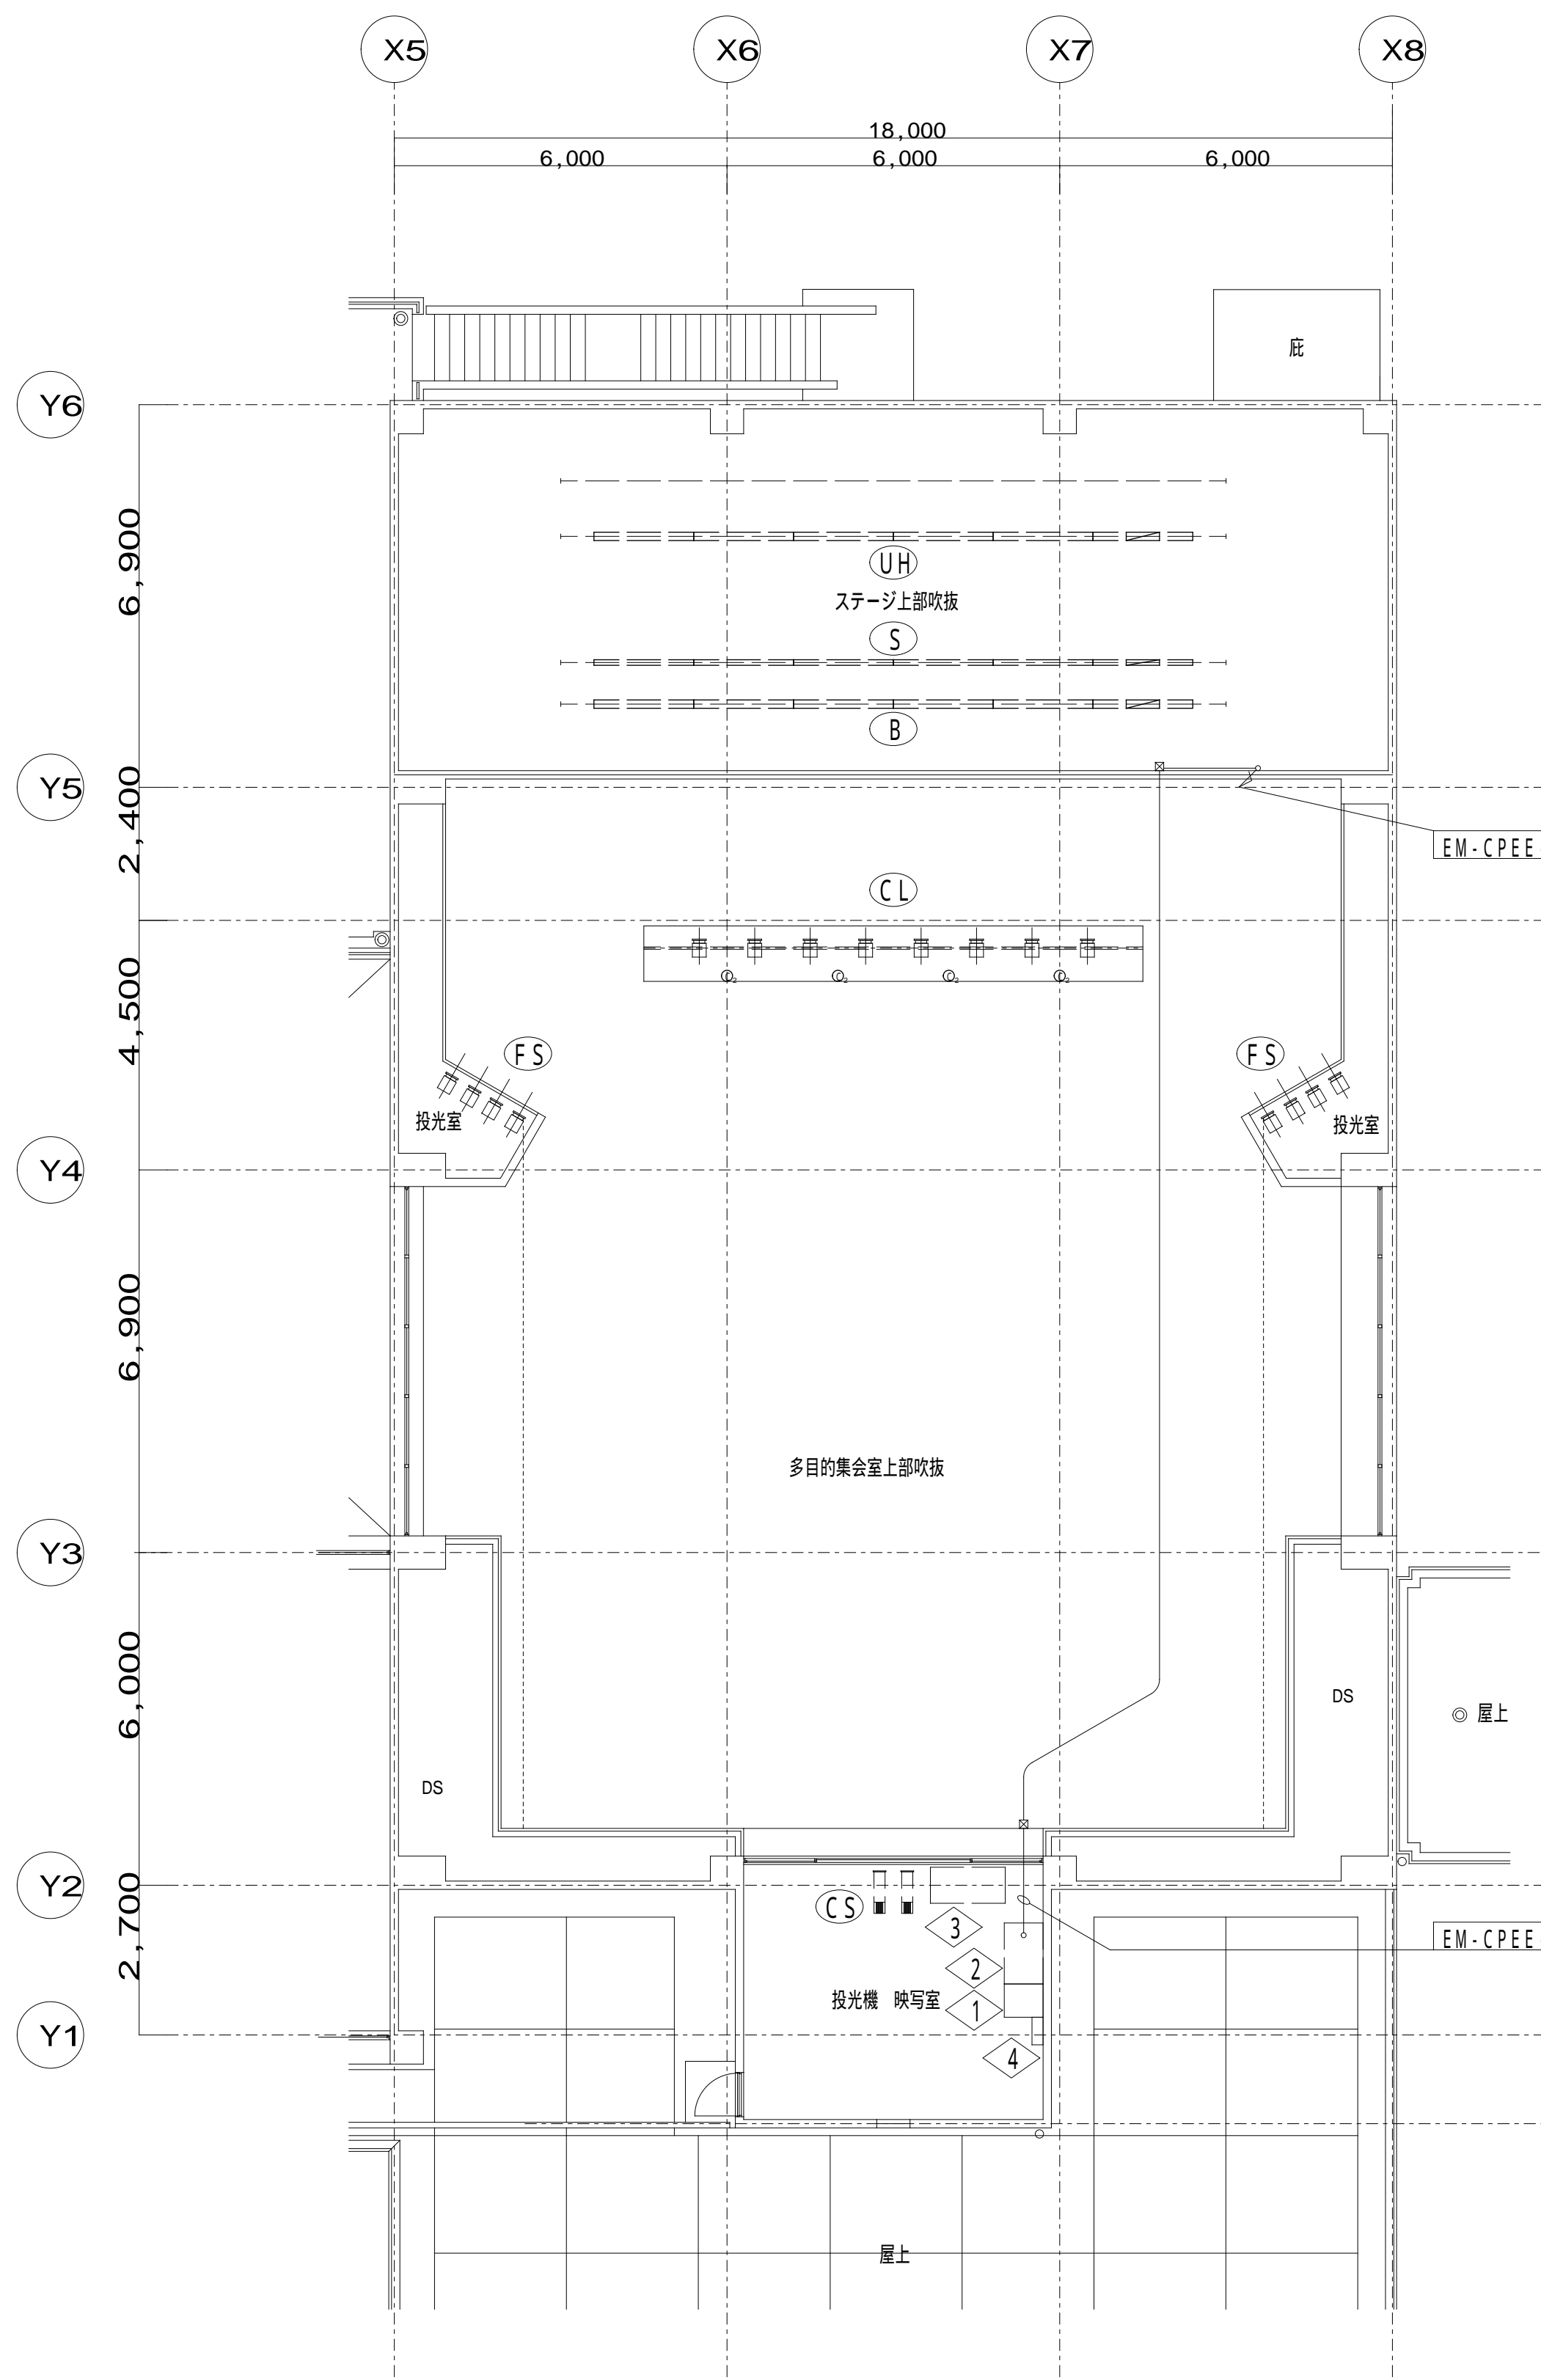 X5
X6
X7
X8
18,000
6,000
6,000
6,000
庇
Y6
6,900
UH
ステージ上部吹抜
S
B
Y5
2,400
EM-CPEE
CL
C2
C2
C2
C2
4,500
FS
FS
投光室
投光室
Y4
6,900
多目的集会室上部吹抜
Y3
6,000
DS
屋上
DS
Y2
CS
3
EM-CPEE
2,700
2
投光機 映写室
1
Y1
4
屋上